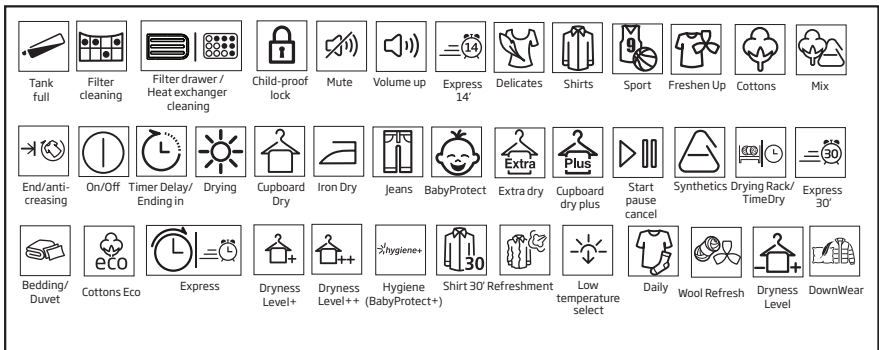 14
9
Tank full
Filter cleaning
Filter drawer / Heat exchanger cleaning
Child-proof lock
Mute
Volume up
Express 14’
Delicates
Shirts
Sport
Freshen Up
Cottons
Mix
Extra
Plus
30
End/anti-creasing
On/Off
Timer Delay/ Ending in
Drying
Cupboard Dry
Iron Dry
Jeans
BabyProtect
Extra dry
Cupboard dry plus
Start pause cancel
Synthetics
Drying Rack/ TimeDry
Express 30’
eco
+
++
hygiene+
30
- +
Bedding/ Duvet
Cottons Eco
Express
Dryness Level+
Dryness Level++
Hygiene (BabyProtect+)
Shirt 30’
Refreshment
Low temperature select
Daily
Wool Refresh
Dryness Level
DownWear